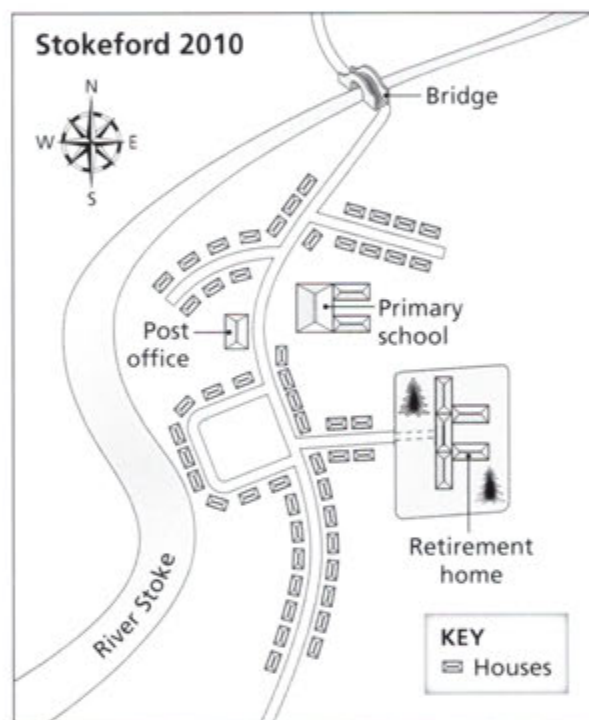 Stokeford 2010
N
W E
S
Bridge
Primary
school
Post
office
Retirement
home
River Stoke
KEY
Houses